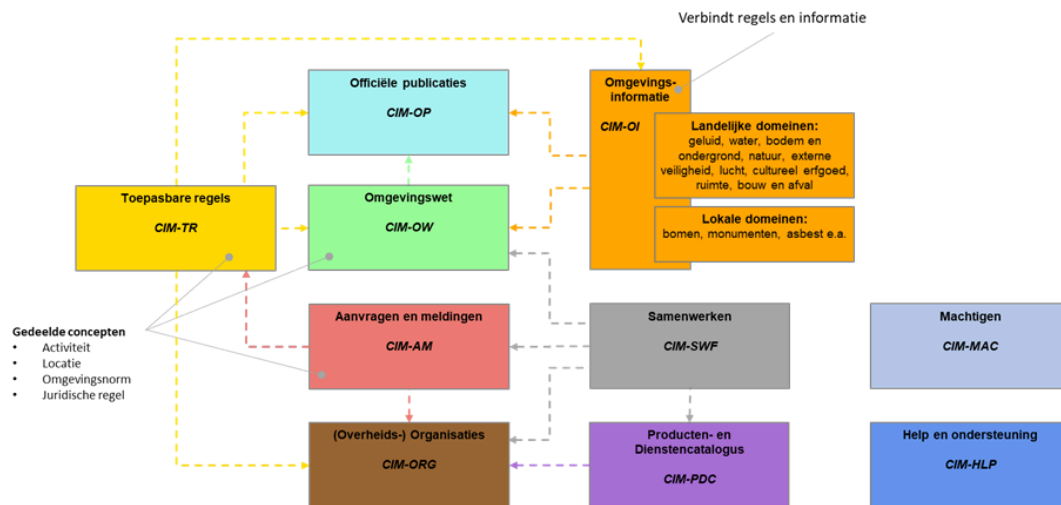 Verbindt regels en informatie
Officiële publicaties
CIM-OP
Omgevings-
informatie
CIM-OI
Landelijke domeinen:
geluid, water, bodem en
ondergrond, natuur, externe
veiligheid, lucht, cultureel erfgoed,
ruimte, bouw en afval
Lokale domeinen:
bomen, monumenten, asbest e.a.
Toepasbare regels
CIM-TR
Omgevingswet
CIM-OW
Gedeelde concepten
• Activiteit
• Locatie
• Omgevingsnorm
• Juridische regel
Aanvragen en meldingen
CIM-AM
Samenwerken
CIM-SWF
Machtigen
CIM-MAC
(Overheids-) Organisaties
CIM-ORG
Producten- en
Dienstencatalogus
CIM-PDC
Help en ondersteuning
CIM-HLP